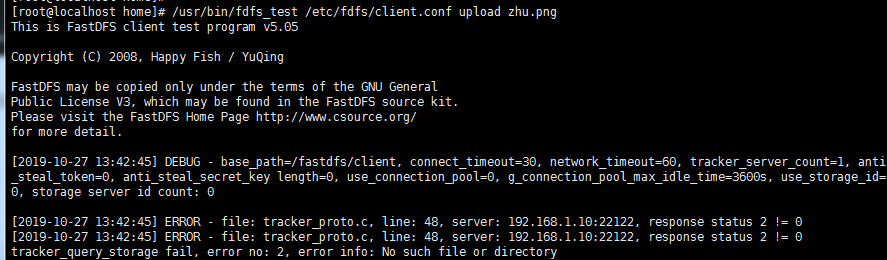 [root@localhost home]# /usr/bin/fdfs_test /etc/fdfs/client.conf upload zhu.png
This is FastDFS client test program v5.05
Copyright (C) 2008, Happy Fish / YuQing
FastDFS may be copied only under the terms of the GNU General
Public License V3, which may be found in the FastDFS source kit.
Please visit the FastDFS Home Page http://www.csource.org/
for more detail.
[2019-10-27 13:42:45] DEBUG - base_path=/fastdfs/client, connect_timeout=30, network_timeout=60, tracker_server_count=1, anti
_steal_token=0, anti_steal_secret_key length=0, use_connection_pool=0, g_connection_pool_max_idle_time=3600s, use_storage_id=
0, storage server id count: 0
[2019-10-27 13:42:45] ERROR - file: tracker_proto.c, line: 48, server: 192.168.1.10:22122, response status 2 != 0
[2019-10-27 13:42:45] ERROR - file: tracker_proto.c, line: 48, server: 192.168.1.10:22122, response status 2 != 0
tracker_query_storage fail, error no: 2, error info: No such file or directory